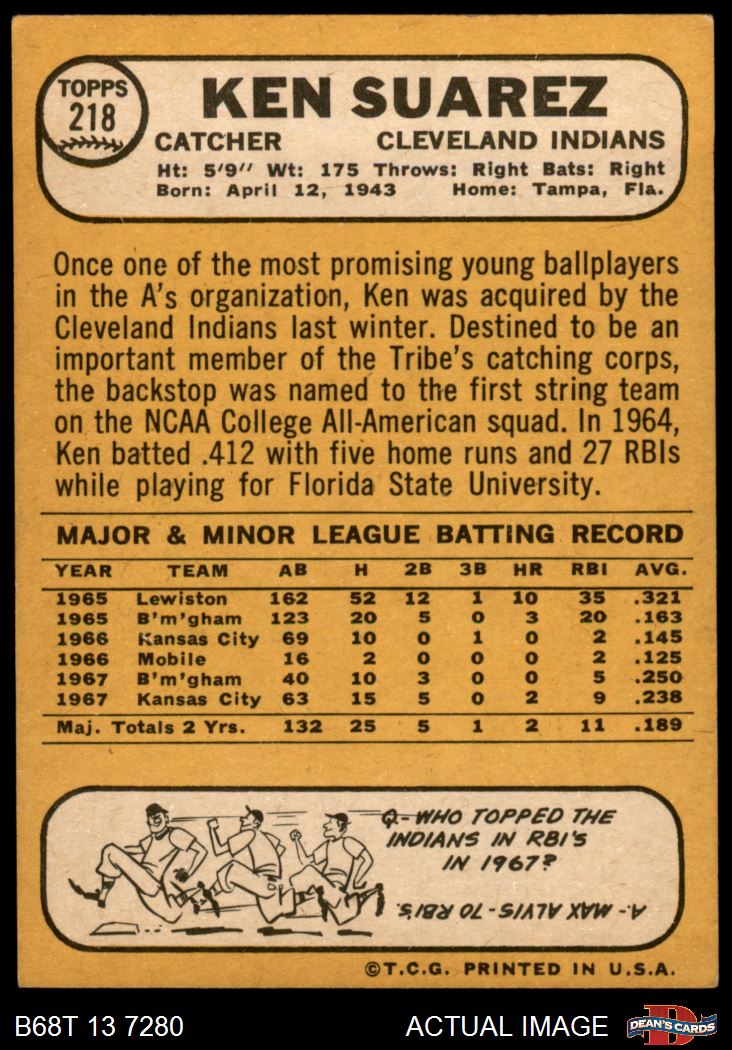 TOPPS
218
KEN SUAREZ
CATCHER CLEVELAND INDIANS
Ht: 5'9'' Wt: 175 Throws: Right Bats: Right
Born: April 12, 1943 Home: Tampa, Fla.
Once one of the most promising young ballplayers
in the A's organization, Ken was acquired by the
Cleveland Indians last winter. Destined to be an
important member of the Tribe's catching corps,
the backstop was named to the first string team
on the NCAA College All-American squad. In 1964,
Ken batted .412 with five home runs and 27 RBIs
while playing for Florida State University.
MAJOR & MINOR LEAGUE BATTING RECORD
YEAR TEAM AB H 2B 3B HR RBI AVG.
1965 Lewiston 162 52 12 1 10 35 .321
1965 B'm'gham 123 20 5 0 3 20 .163
1966 Kansas City 69 10 0 1 0 2 .145
1966 Mobile 16 2 0 0 0 2 .125
1967 B'm'gham 40 10 3 0 0 5 .250
1967 Kansas City 63 15 5 0 2 9 .238
Maj. Totals 2 Yrs. 132 25 5 1 2 11 .189
Q-WHO TOPPED THE
INDIANS IN RBI'S
IN 1967?
A- MAX ALVIS-70 RBI'S.
©T.C.G. PRINTED IN U.S.A.
B68T 13 7280 ACTUAL IMAGE DEAN'S CARDS